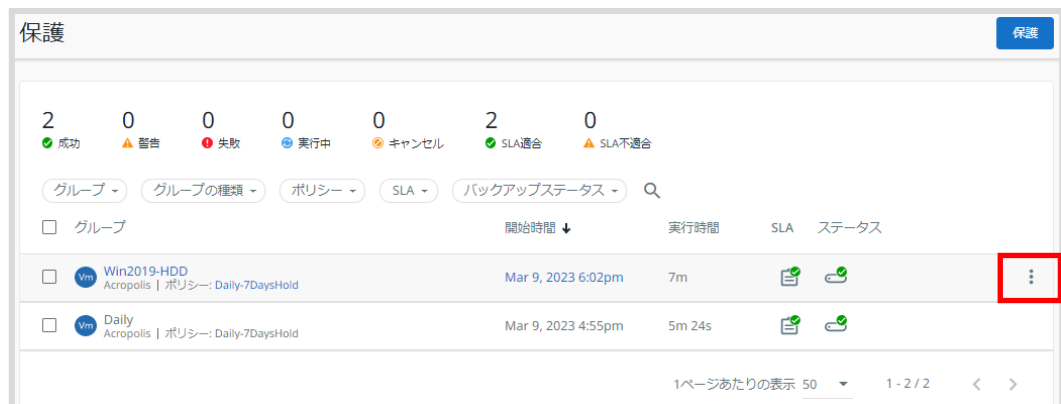 保護
保護
2 0 0 0 0 2 0
成功 警告 失敗 実行中 キャンセル SLA適合 SLA不適合
グループ グループの種類 ポリシー SLA バックアップステータス
グループ 開始時間 ↓ 実行時間 SLA ステータス
Vm Win2019-HDD Mar 9, 2023 6:02pm 7m
Acropolis | ポリシー: Daily-7DaysHold
Vm Daily Mar 9, 2023 4:55pm 5m 24s
Acropolis | ポリシー: Daily-7DaysHold
1ページあたりの表示 50 1 - 2 / 2